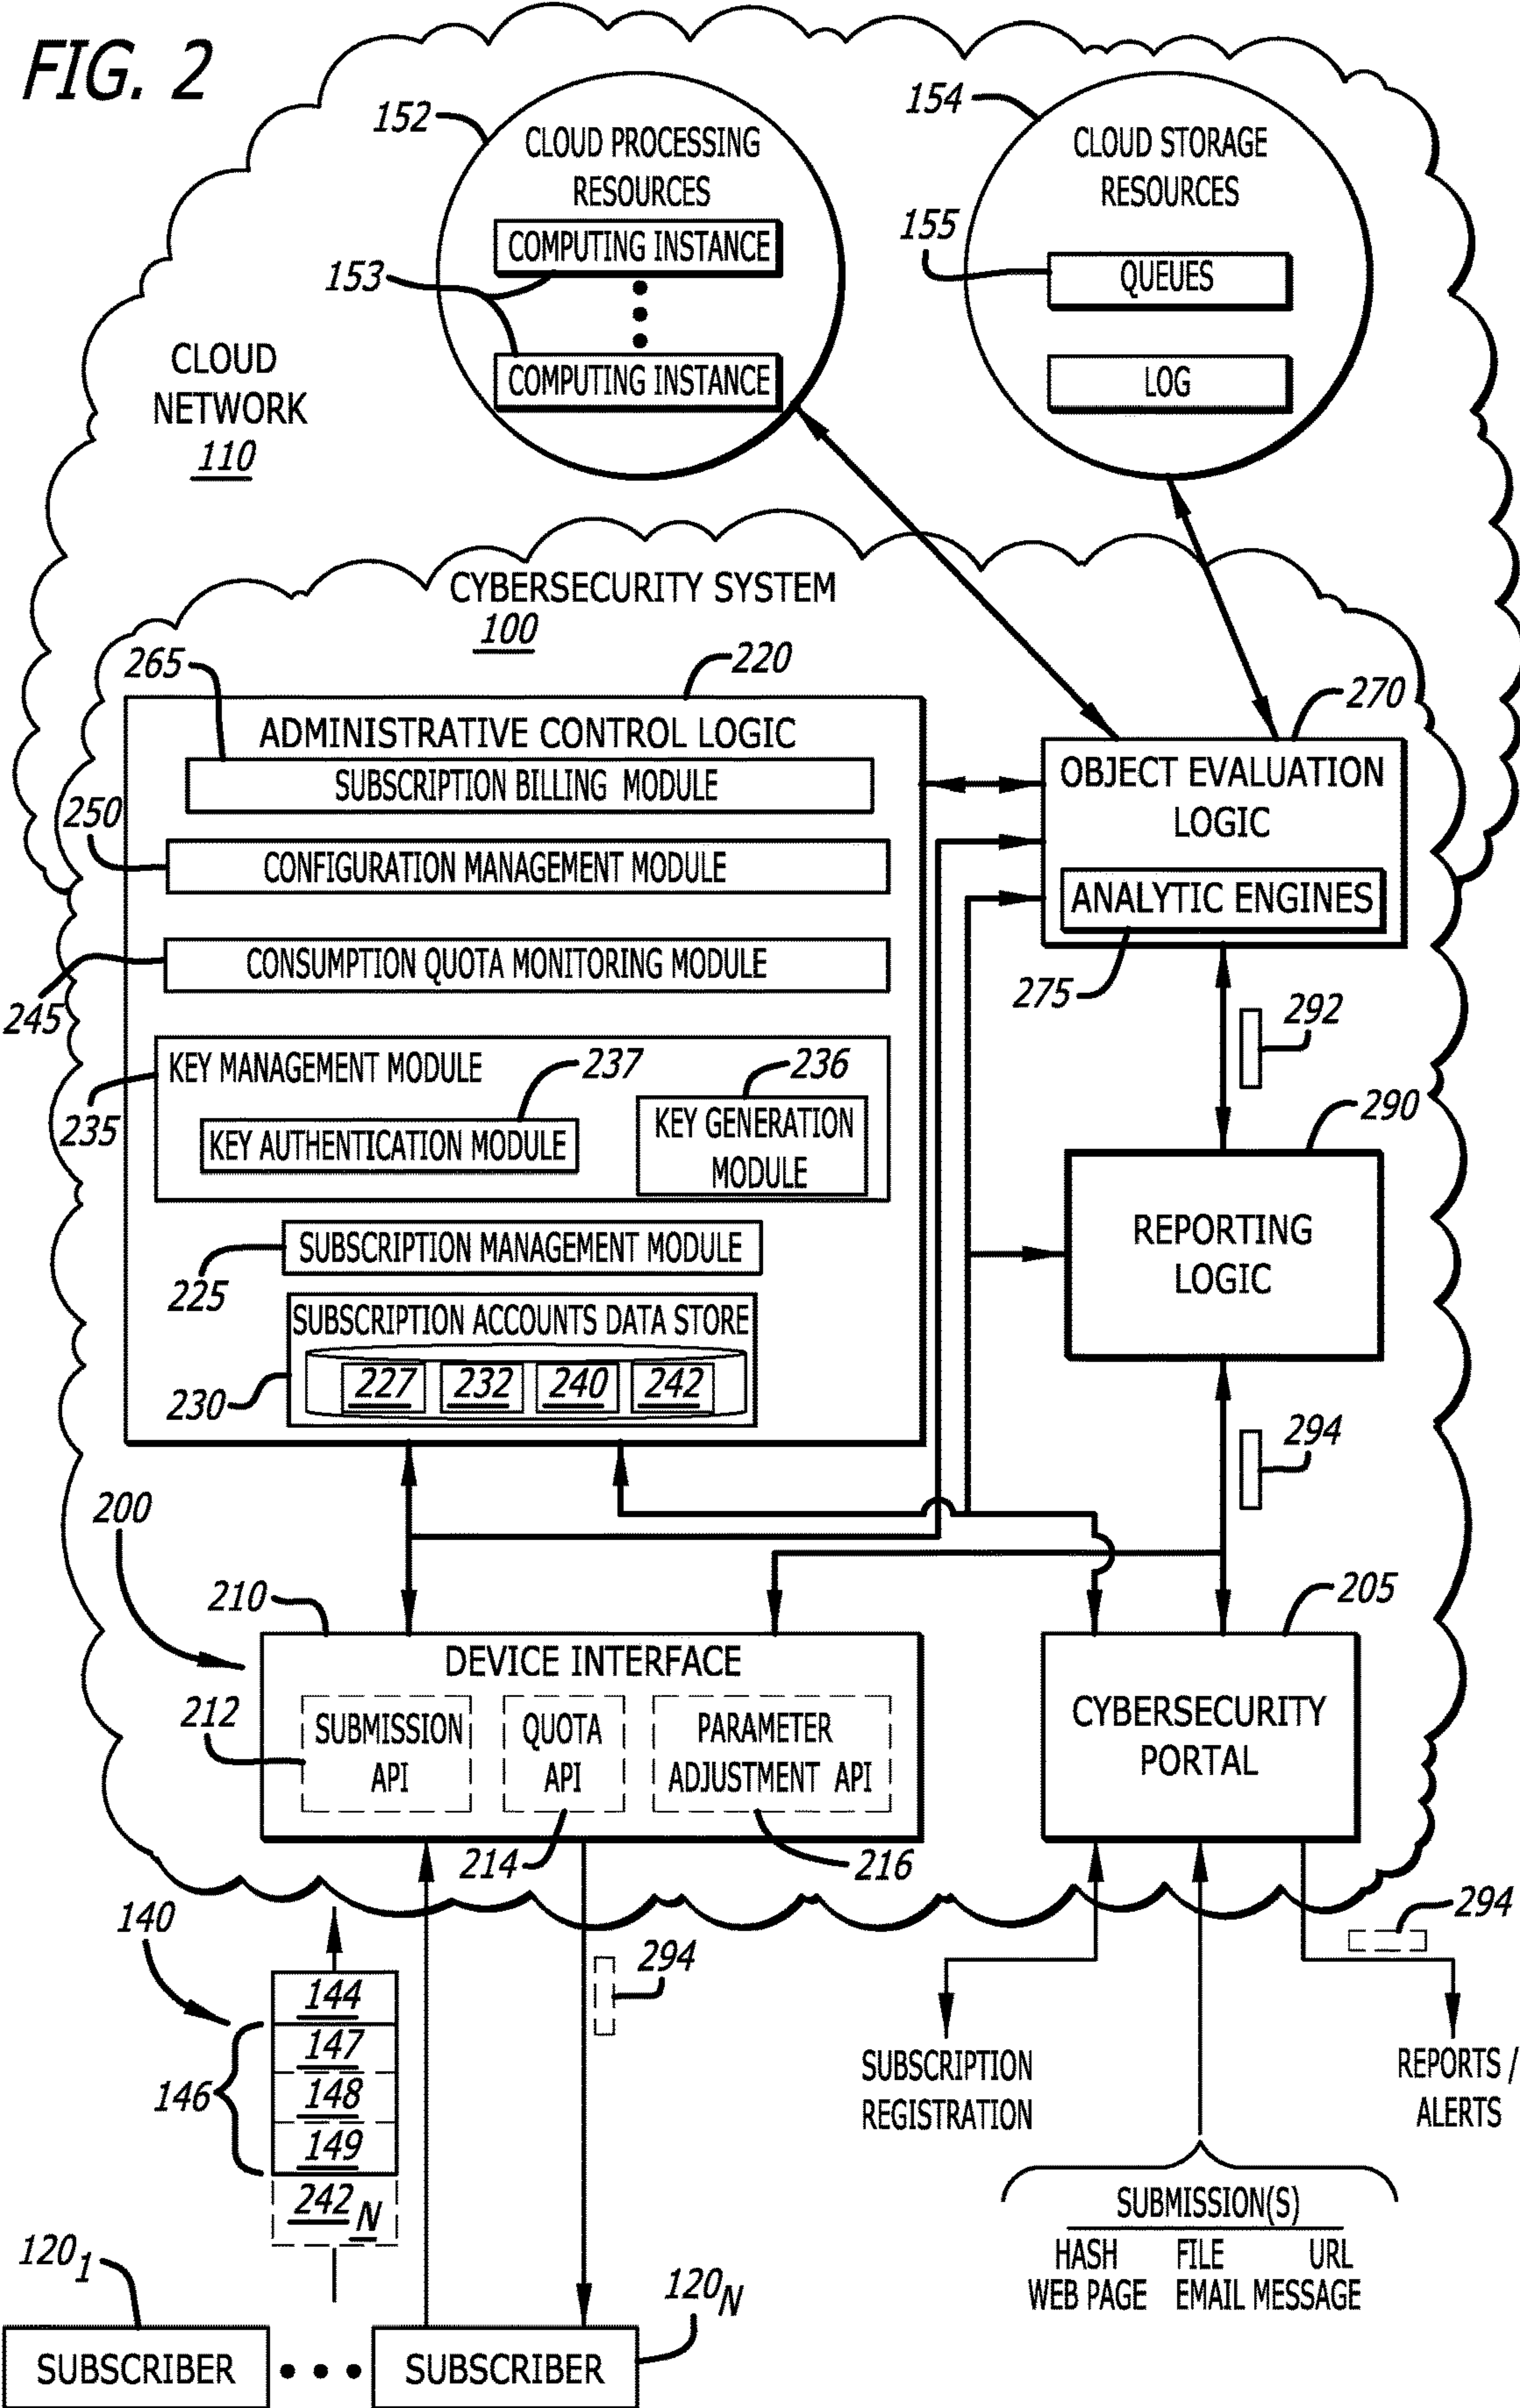 FIG. 2
152
CLOUD PROCESSING
RESOURCES
COMPUTING INSTANCE
153
COMPUTING INSTANCE
154
CLOUD STORAGE
RESOURCES
155
QUEUES
LOG
CLOUD
NETWORK
110
CYBERSECURITY SYSTEM
100
265
220
ADMINISTRATIVE CONTROL LOGIC
SUBSCRIPTION BILLING MODULE
250
CONFIGURATION MANAGEMENT MODULE
CONSUMPTION QUOTA MONITORING MODULE
245
KEY MANAGEMENT MODULE
237
236
235
KEY AUTHENTICATION MODULE
KEY GENERATION
MODULE
SUBSCRIPTION MANAGEMENT MODULE
225
SUBSCRIPTION ACCOUNTS DATA STORE
230
227 232 240 242
270
OBJECT EVALUATION
LOGIC
ANALYTIC ENGINES
275
292
290
REPORTING
LOGIC
294
200
210
DEVICE INTERFACE
212
SUBMISSION
API
QUOTA
API
PARAMETER
ADJUSTMENT API
214
216
205
CYBERSECURITY
PORTAL
140
144
147
146
148
149
242 N
294
294
SUBSCRIPTION
REGISTRATION
REPORTS /
ALERTS
SUBMISSION(S)
HASH FILE URL
WEB PAGE EMAIL MESSAGE
120 1
120 N
SUBSCRIBER
SUBSCRIBER